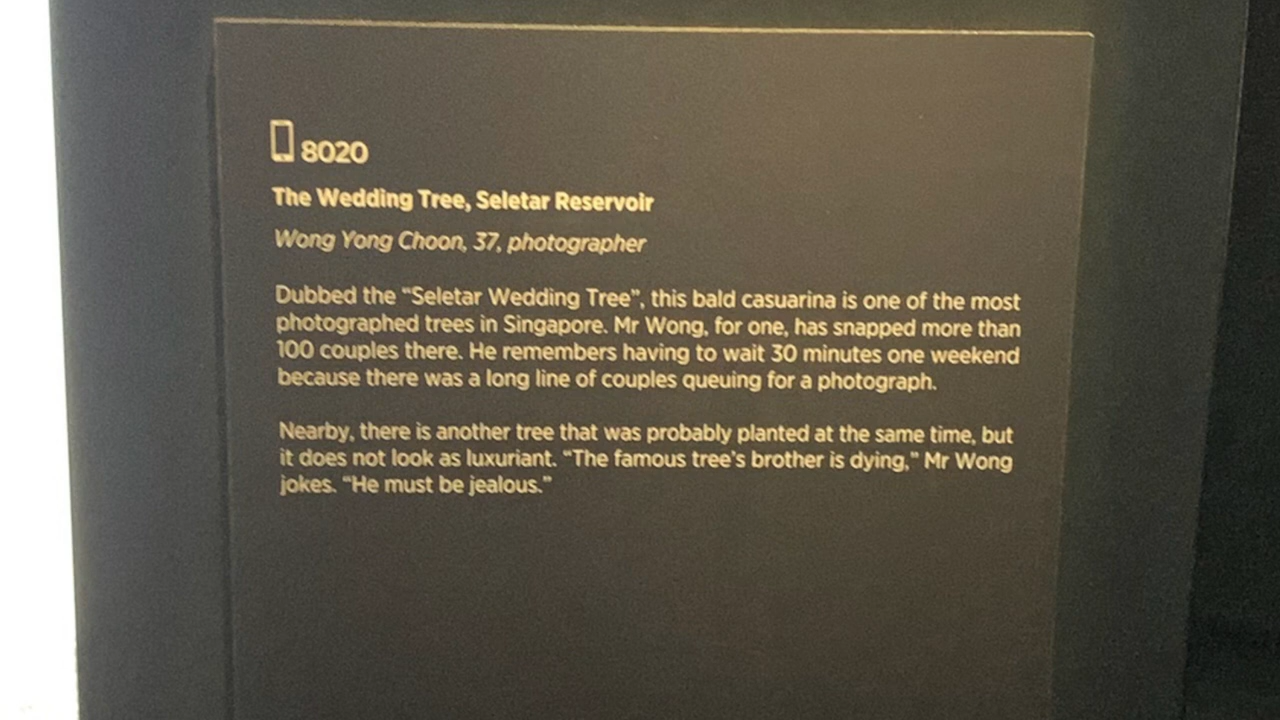 8020
The Wedding Tree, Seletar Reservoir
Wong Yong Choon, 37, photographer
Dubbed the “Seletar Wedding Tree”, this bald casuarina is one of the most
photographed trees in Singapore. Mr Wong, for one, has snapped more than
100 couples there. He remembers having to wait 30 minutes one weekend
because there was a long line of couples queuing for a photograph.
Nearby, there is another tree that was probably planted at the same time, but
it does not look as luxuriant. “The famous tree’s brother is dying,” Mr Wong
jokes. “He must be jealous.”